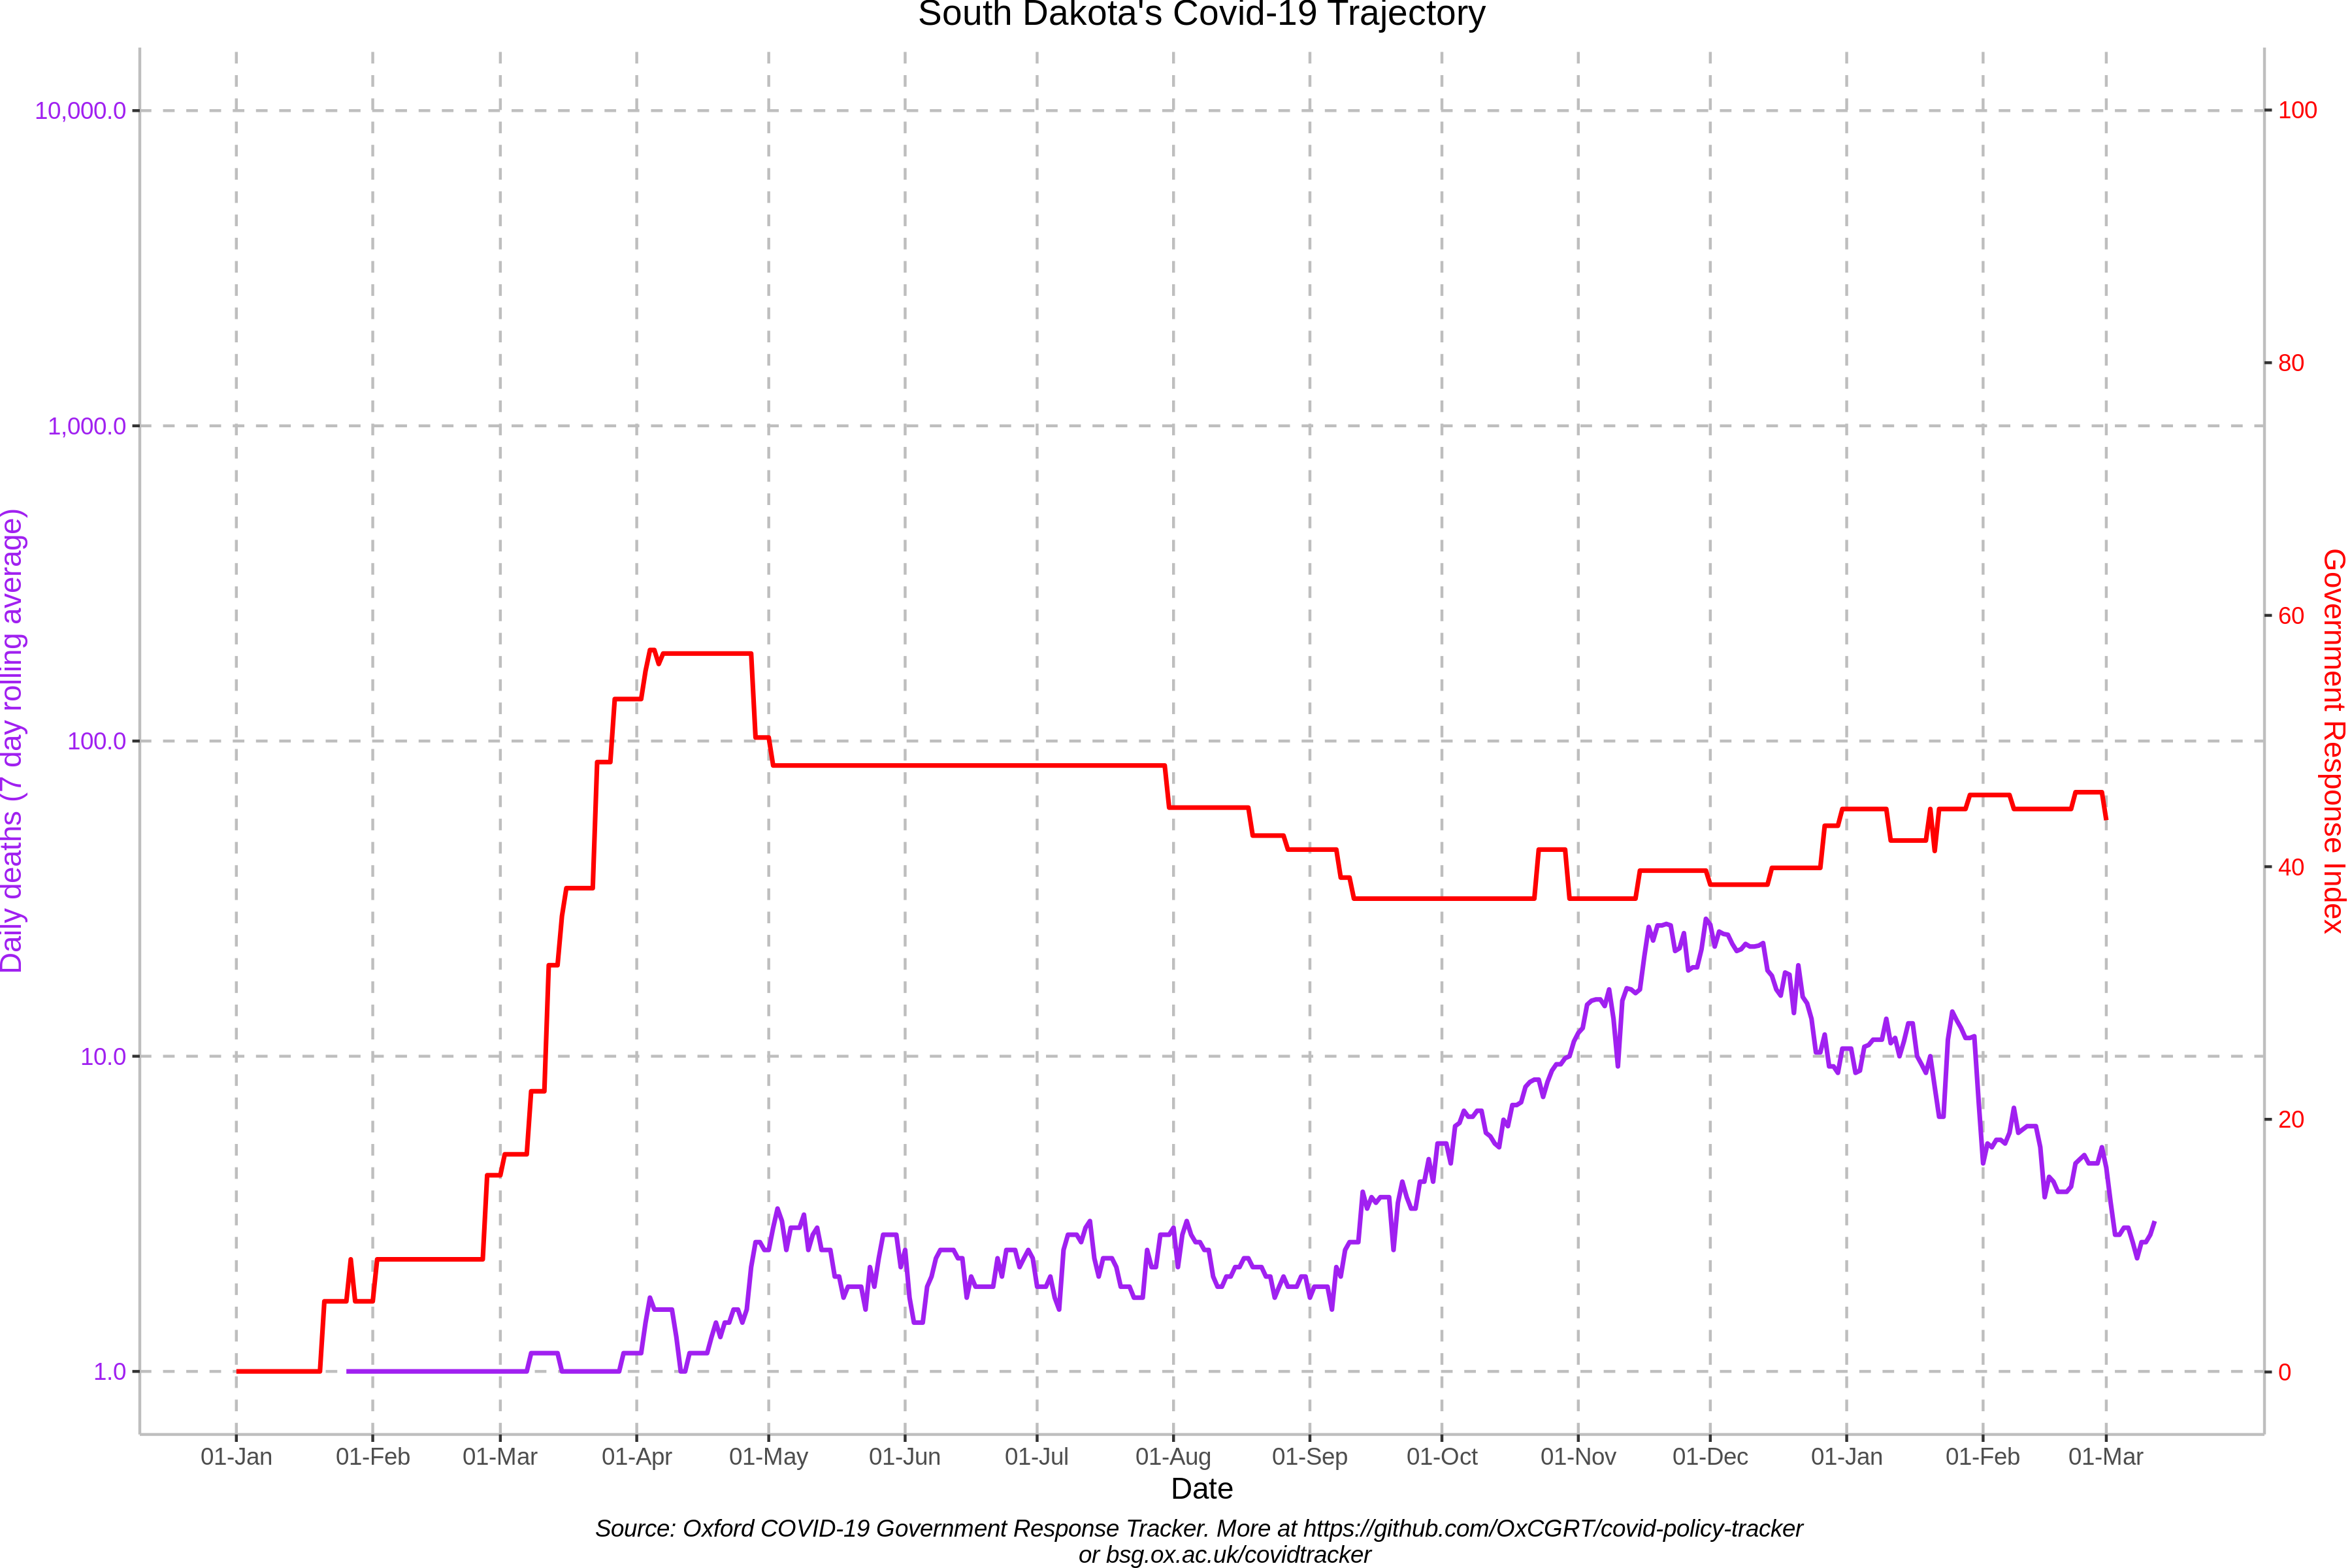 South Dakota's Covid-19 Trajectory
10,000.0
1,000.0
100.0
10.0
1.0
Daily deaths (7 day rolling average)
100
80
60
40
20
0
Government Response Index
01-Jan 01-Feb 01-Mar 01-Apr 01-May 01-Jun 01-Jul 01-Aug 01-Sep 01-Oct 01-Nov 01-Dec 01-Jan 01-Feb 01-Mar
Date
Source: Oxford COVID-19 Government Response Tracker. More at https://github.com/OxCGRT/covid-policy-tracker
or bsg.ox.ac.uk/covidtracker